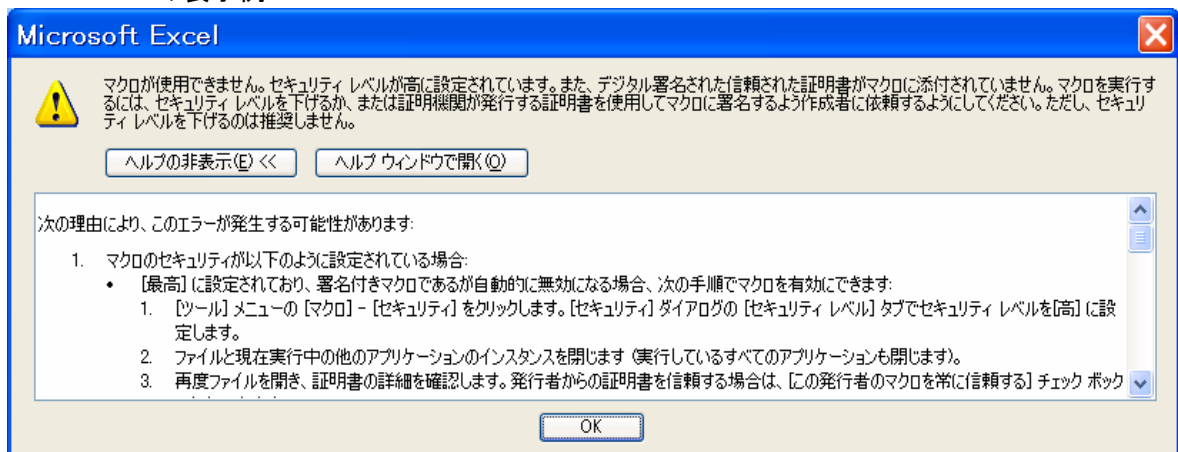 Microsoft Excel
マクロが使用できません。セキュリティ レベルが高に設定されています。また、デジタル署名された信頼された証明書がマクロに添付されていません。マクロを実行す
るには、セキュリティ レベルを下げるか、または証明機関が発行する証明書を使用してマクロに署名するよう作成者に依頼するようにしてください。ただし、セキュリ
ティ レベルを下げるのは推奨しません。
ヘルプの非表示(E) << ヘルプ ウィンドウで開く(O)
次の理由により、このエラーが発生する可能性があります:
1. マクロのセキュリティが以下のように設定されている場合:
• [最高] に設定されており、署名付きマクロであるが自動的に無効になる場合、次の手順でマクロを有効にできます:
1. [ツール] メニューの [マクロ] - [セキュリティ] をクリックします。[セキュリティ] ダイアログの [セキュリティ レベル] タブでセキュリティ レベルを[高] に設
定します。
2. ファイルと現在実行中の他のアプリケーションのインスタンスを閉じます (実行しているすべてのアプリケーションも閉じます)。
3. 再度ファイルを開き、証明書の詳細を確認します。発行者からの証明書を信頼する場合は、[この発行者のマクロを常に信頼する] チェック ボック
OK